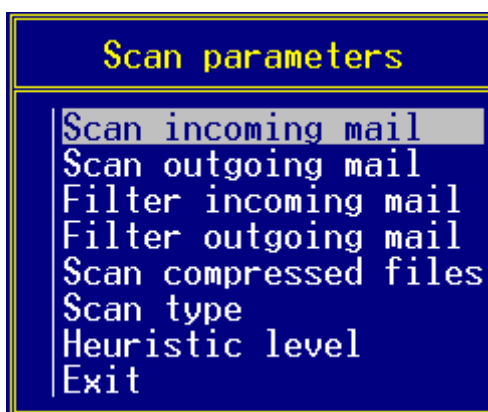 Scan parameters
Scan incoming mail
Scan outgoing mail
Filter incoming mail
Filter outgoing mail
Scan compressed files
Scan type
Heuristic level
Exit